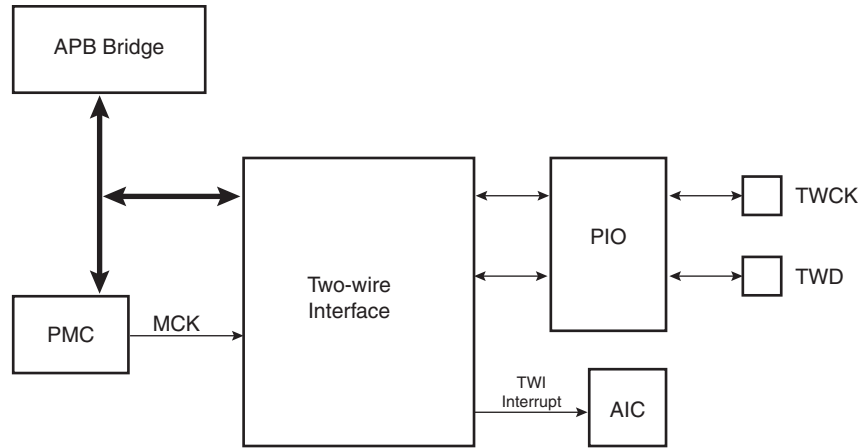 APB Bridge
TWCK
PIO
Two-wire
Interface
TWD
PMC
MCK
TWI
Interrupt
AIC